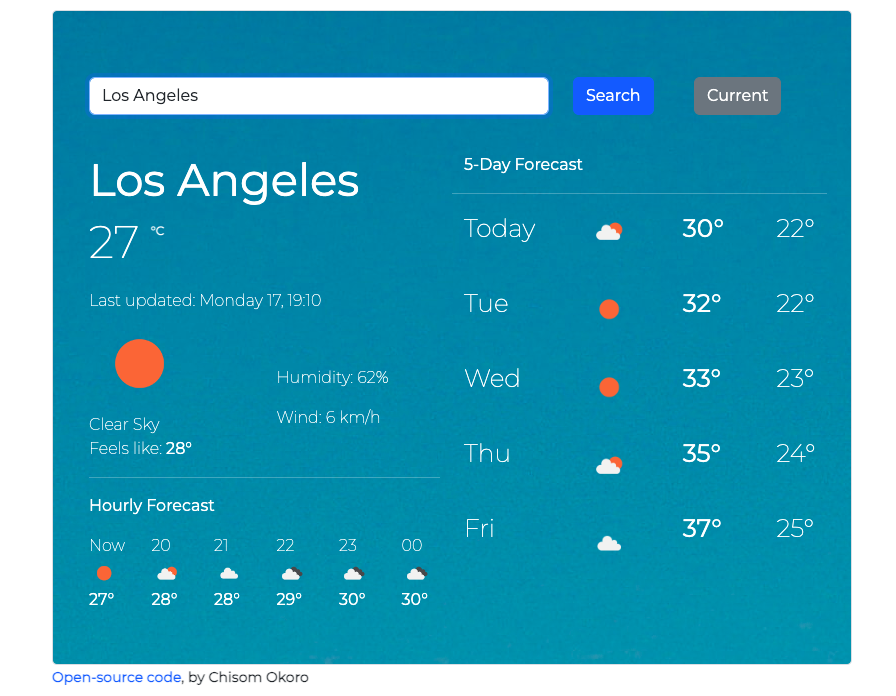 Los Angeles
Search
Current
Los Angeles
27 °C
Last updated: Monday 17, 19:10
Humidity: 62%
Wind: 6 km/h
Clear Sky
Feels like: 28°
Hourly Forecast
Now 20 21 22 23 00
27° 28° 28° 29° 30° 30°
5-Day Forecast
Today 30° 22°
Tue 32° 22°
Wed 33° 23°
Thu 35° 24°
Fri 37° 25°
Open-source code, by Chisom Okoro